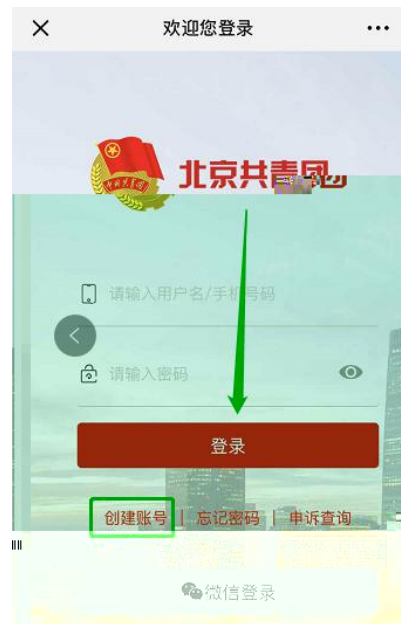 欢迎您登录
北京共青团
请输入用户名/手机号码
请输入密码
登录
创建账号 | 忘记密码 | 申诉查询
微信登录